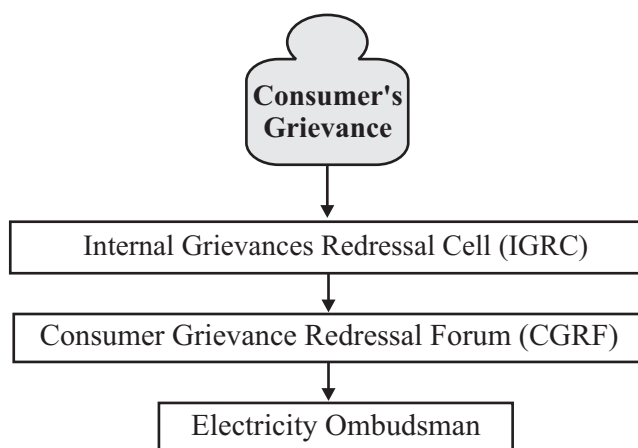 Consumer's
Grievance
Internal Grievances Redressal Cell (IGRC)
Consumer Grievance Redressal Forum (CGRF)
Electricity Ombudsman